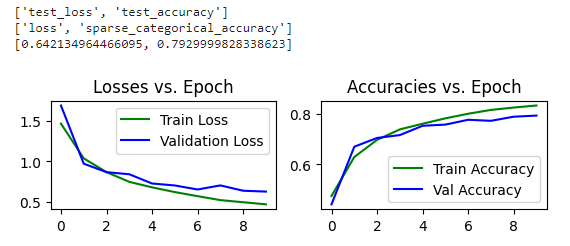 ['test_loss', 'test_accuracy']
['loss', 'sparse_categorical_accuracy']
[0.642134964466095, 0.7929999828338623]
Losses vs. Epoch
Accuracies vs. Epoch
1.5
1.0
0.5
Train Loss
Validation Loss
0 2 4 6 8
0.8
0.6
Train Accuracy
Val Accuracy
0 2 4 6 8